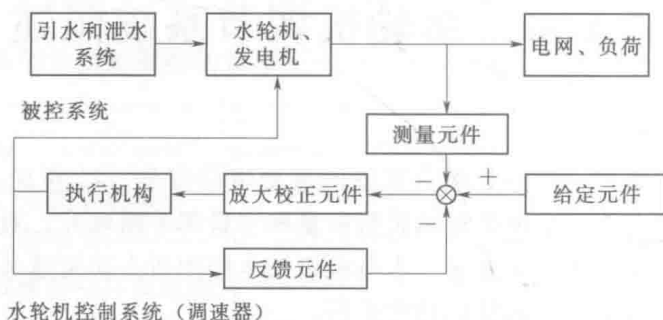 引水和泄水
系统
水轮机、
发电机
电网、负荷
被控系统
测量元件
－
＋
执行机构
放大校正元件
给定元件
－
反馈元件
水轮机控制系统（调速器）